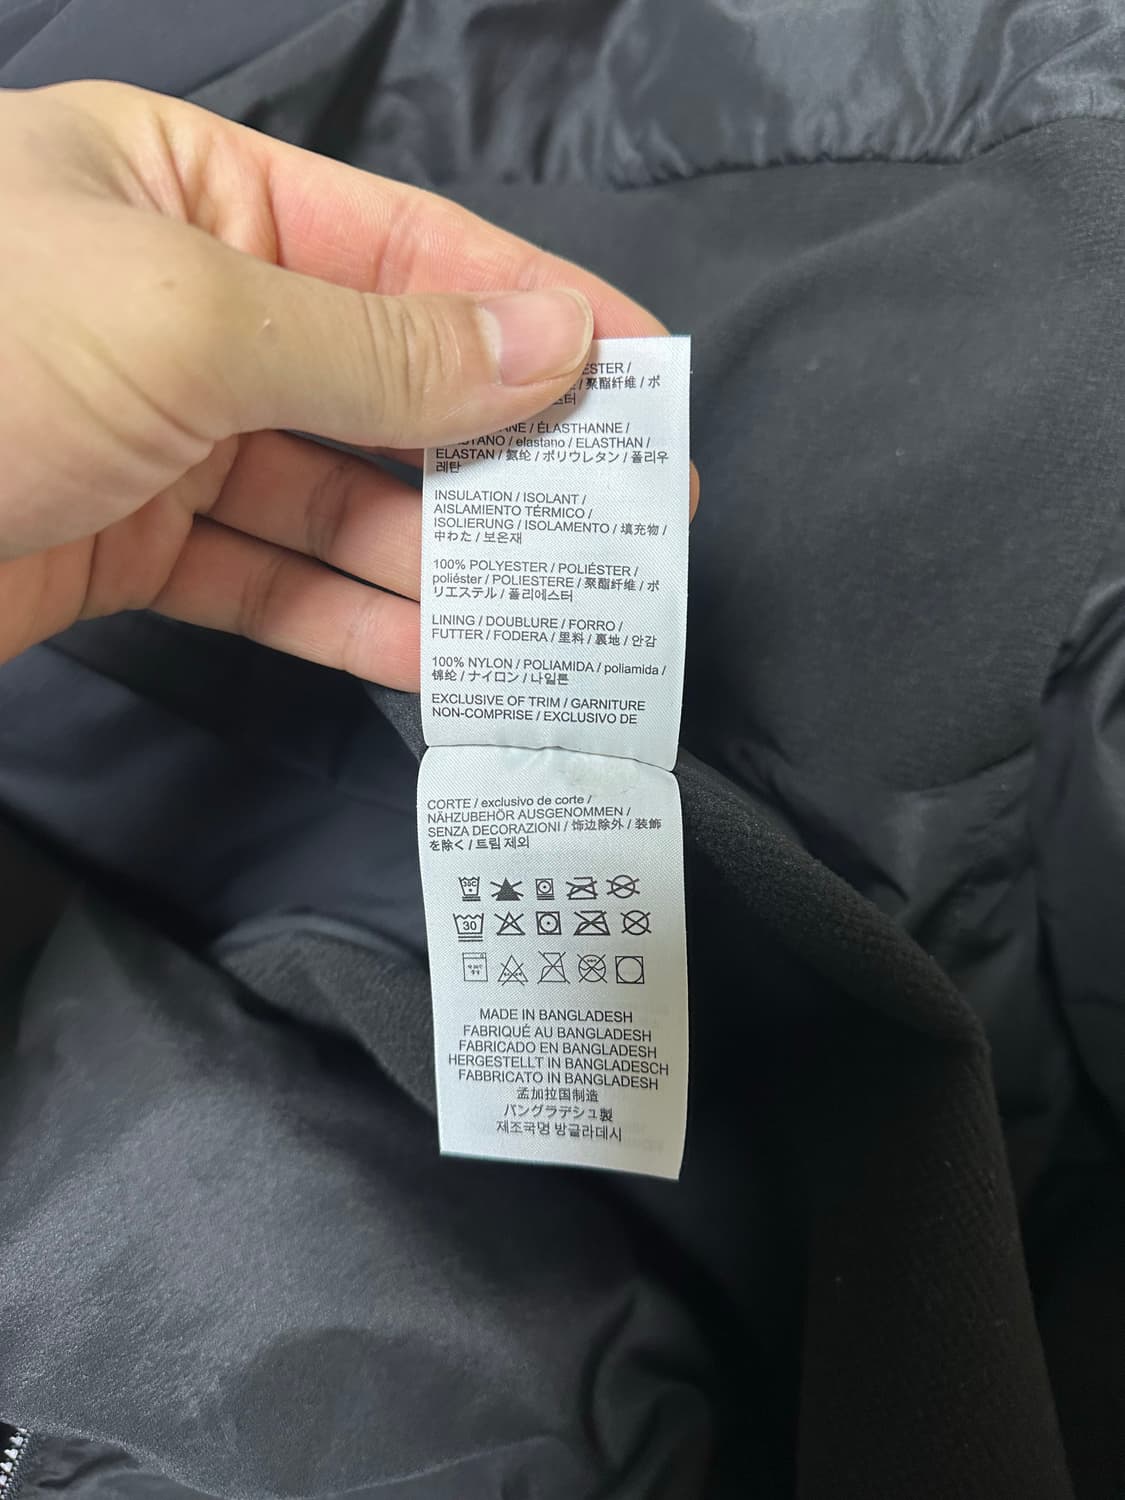 / 聚酯纤维 / ポ
ÉLASTHANNE /
elastano / ELASTHAN /
ELASTAN / 氨纶 / ポリウレタン / 폴리우
레탄
INSULATION / ISOLANT /
AISLAMIENTO TÉRMICO /
ISOLIERUNG / ISOLAMENTO / 填充物 /
中わた / 보온재
100% POLYESTER / POLIÉSTER /
poliéster / POLIESTERE / 聚酯纤维 / ポ
リエステル / 폴리에스터
LINING / DOUBLURE / FORRO /
FUTTER / FODERA / 里料 / 裏地 / 안감
100% NYLON / POLIAMIDA / poliamida /
锦纶 / ナイロン / 나일론
EXCLUSIVE OF TRIM / GARNITURE
NON-COMPRISE / EXCLUSIVO DE
CORTE / exclusivo de corte /
NÄHZUBEHÖR AUSGENOMMEN /
SENZA DECORAZIONI / 饰边除外 / 装飾
を除く / 트림 제외
30
MADE IN BANGLADESH
FABRIQUÉ AU BANGLADESH
FABRICADO EN BANGLADESH
HERGESTELLT IN BANGLADESCH
FABBRICATO IN BANGLADESH
孟加拉国制造
バングラデシュ製
제조국명 방글라데시